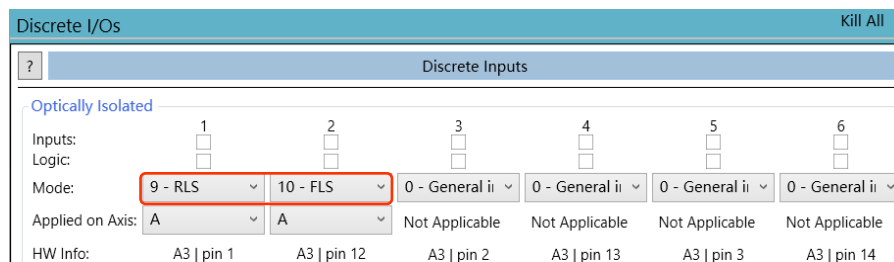 Discrete I/Os Kill All
? Discrete Inputs
Optically Isolated
1 2 3 4 5 6
Inputs:
Logic:
Mode: 9 - RLS 10 - FLS 0 - General i 0 - General i 0 - General i 0 - General i
Applied on Axis: A A Not Applicable Not Applicable Not Applicable Not Applicable
HW Info: A3 | pin 1 A3 | pin 12 A3 | pin 2 A3 | pin 13 A3 | pin 3 A3 | pin 14